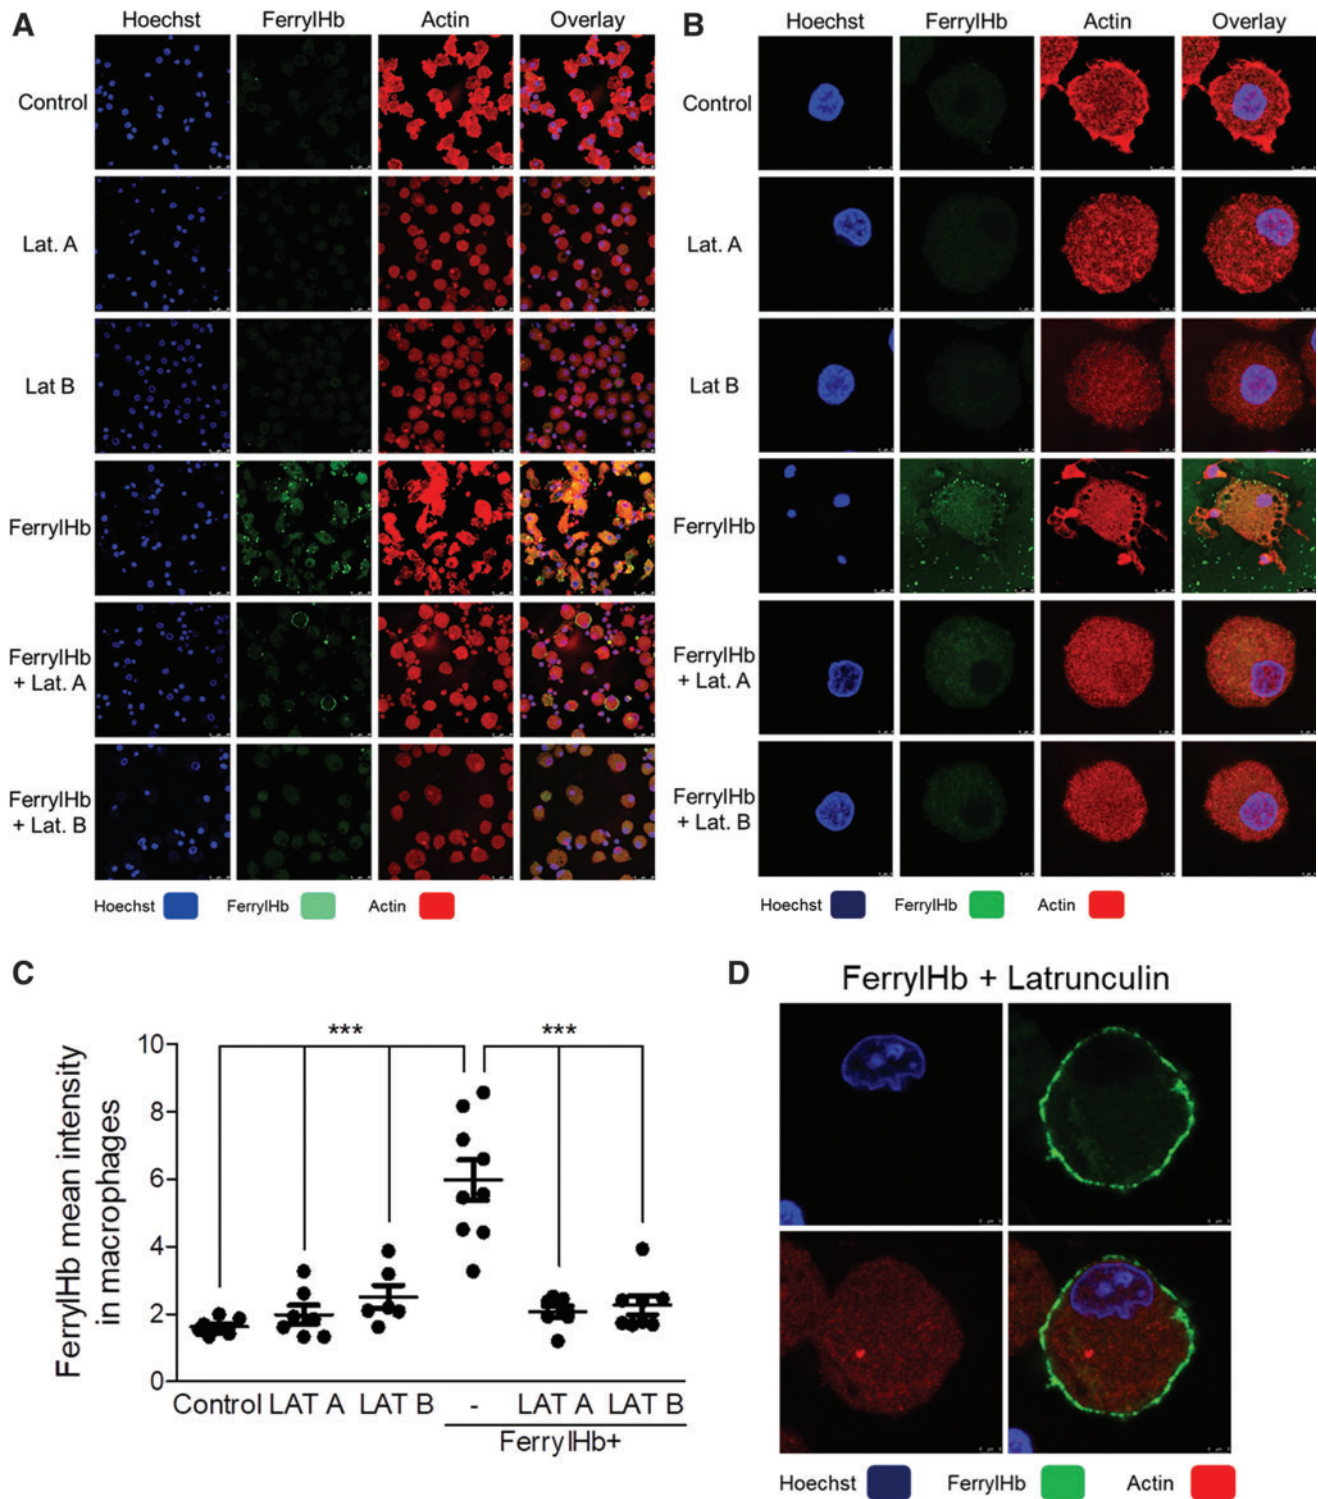 A
Hoechst FerrylHb Actin Overlay
Control
Lat. A
Lat B
FerrylHb
FerrylHb
+ Lat. A
FerrylHb
+ Lat. B
Hoechst FerrylHb Actin
B
Hoechst FerrylHb Actin Overlay
Control
Lat. A
Lat B
FerrylHb
FerrylHb
+ Lat. A
FerrylHb
+ Lat. B
Hoechst FerrylHb Actin
C
FerrylHb mean intensity
in macrophages
10
8
6
4
2
0
*** ***
Control LAT A LAT B - LAT A LAT B
FerrylHb+
D
FerrylHb + Latrunculin
Hoechst FerrylHb Actin